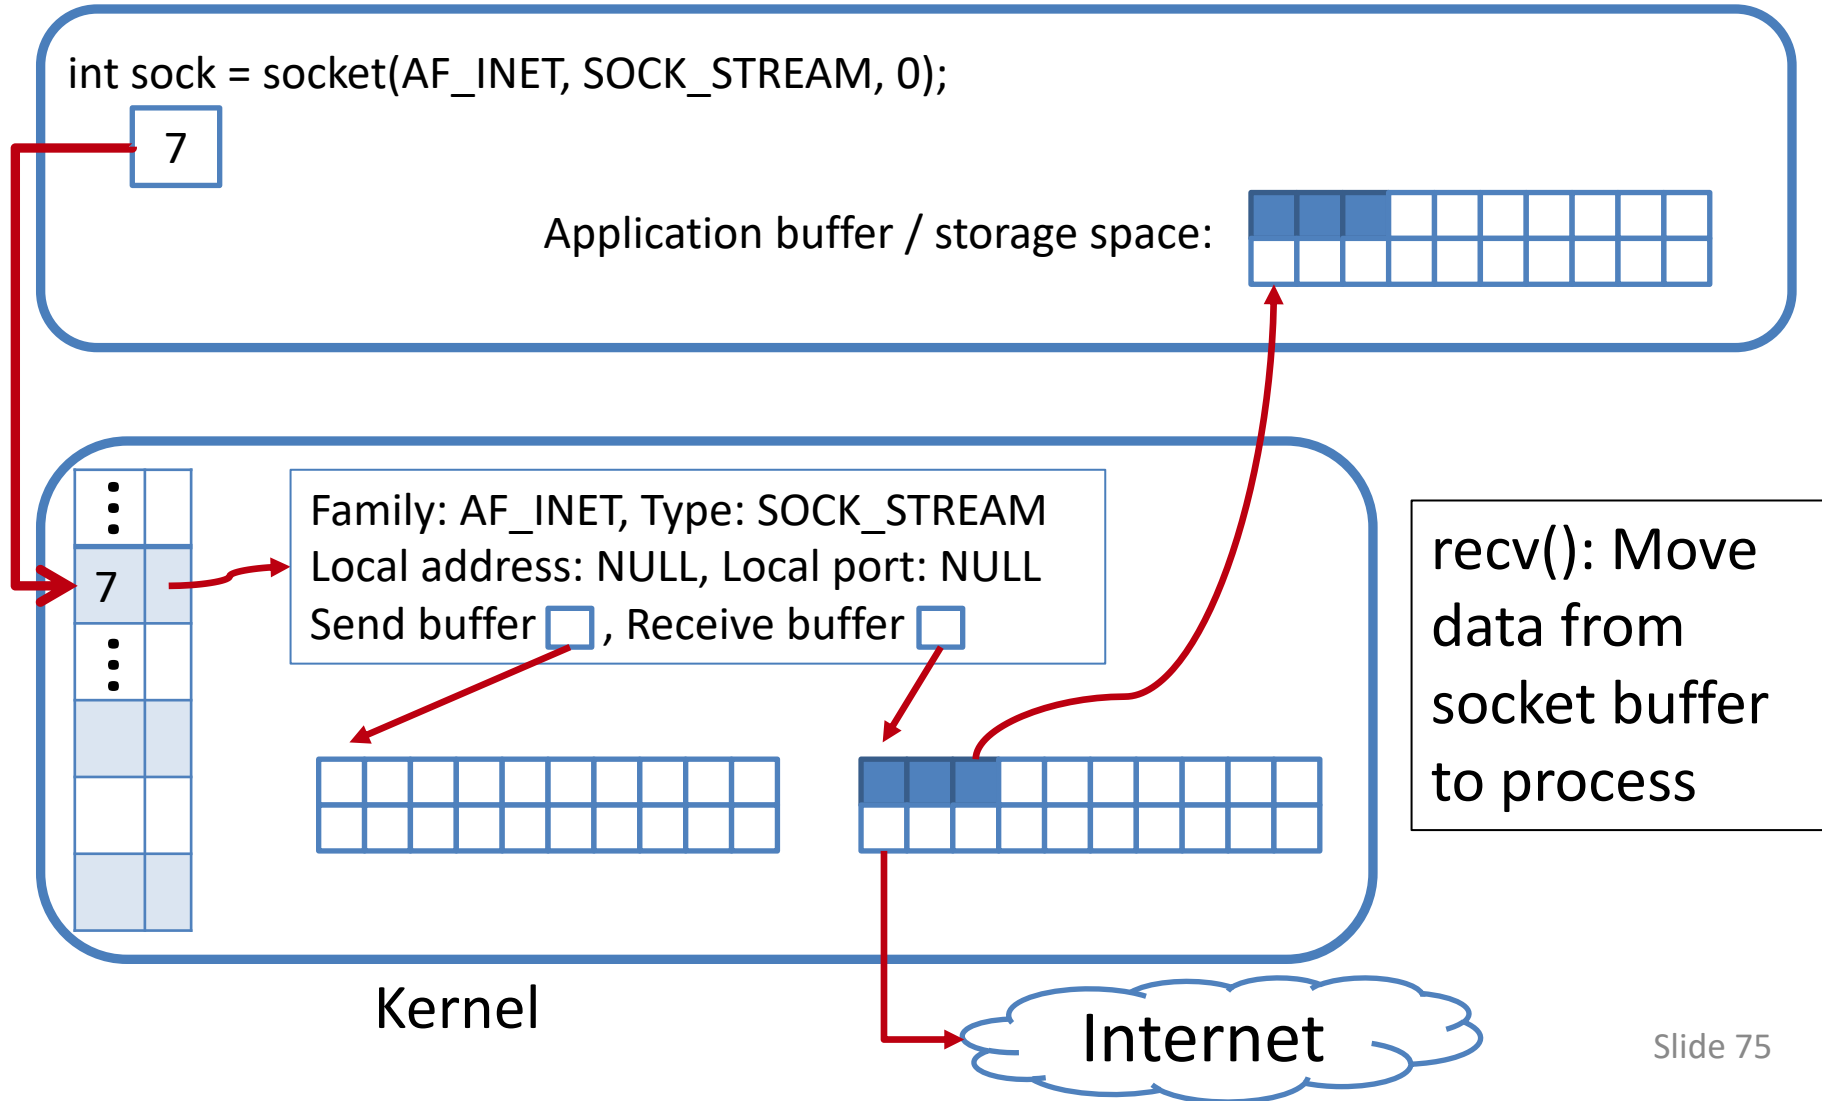 int sock = socket(AF_INET, SOCK_STREAM, 0);
7
Application buffer / storage space:
7
Family: AF_INET, Type: SOCK_STREAM
Local address: NULL, Local port: NULL
Send buffer , Receive buffer
recv(): Move
data from
socket buffer
to process
Kernel
Internet
Slide 75